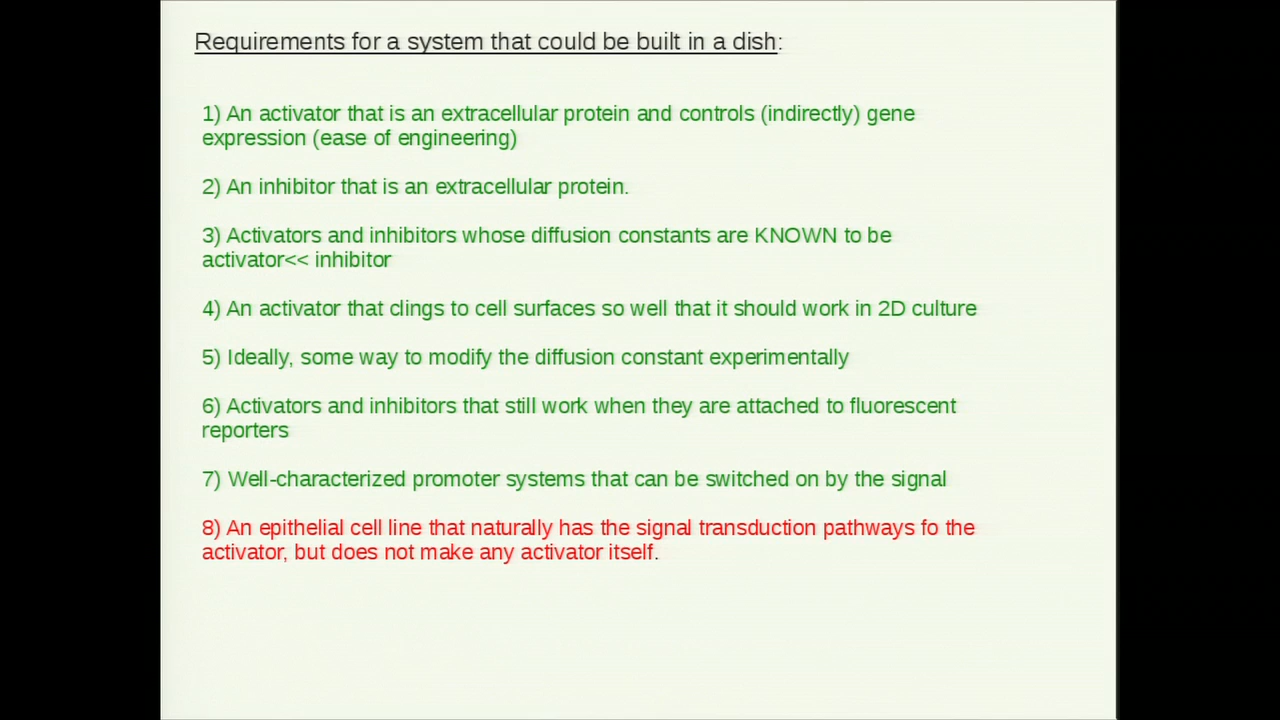 Requirements for a system that could be built in a dish:
1) An activator that is an extracellular protein and controls (indirectly) gene
expression (ease of engineering)
2) An inhibitor that is an extracellular protein.
3) Activators and inhibitors whose diffusion constants are KNOWN to be
activator<< inhibitor
4) An activator that clings to cell surfaces so well that it should work in 2D culture
5) Ideally, some way to modify the diffusion constant experimentally
6) Activators and inhibitors that still work when they are attached to fluorescent
reporters
7) Well-characterized promoter systems that can be switched on by the signal
8) An epithelial cell line that naturally has the signal transduction pathways fo the
activator, but does not make any activator itself.